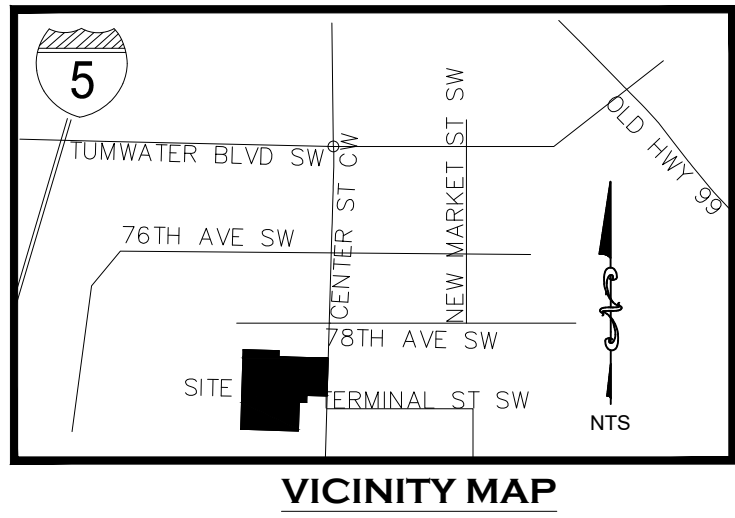 5
TUMWATER BLVD SW
CENTER ST CW
NEW MARKET ST SW
OLD HWY 99
76TH AVE SW
78TH AVE SW
SITE
TERMINAL ST SW
NTS
VICINITY MAP